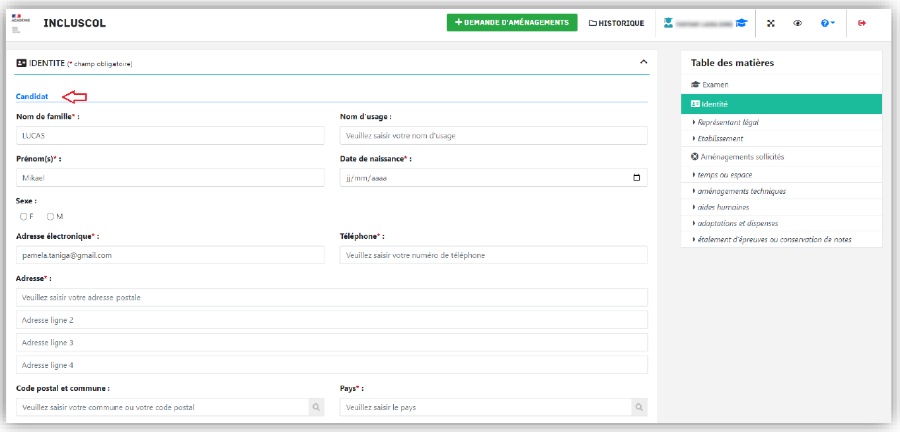 ACADÉMIE
INCLUSCOL
+ DEMANDE D'AMÉNAGEMENTS
HISTORIQUE
?
IDENTITE (* champ obligatoire)
Candidat
Nom de famille* :
Nom d'usage :
LUCAS
Veuillez saisir votre nom d'usage
Prénom(s)* :
Date de naissance* :
Mikael
jj/mm/aaaa
Sexe :
F M
Adresse électronique* :
Téléphone* :
pamela.taniga@gmail.com
Veuillez saisir votre numéro de téléphone
Adresse* :
Veuillez saisir votre adresse postale
Adresse ligne 2
Adresse ligne 3
Adresse ligne 4
Code postal et commune :
Pays* :
Veuillez saisir votre commune ou votre code postal
Veuillez saisir le pays
Table des matières
Examen
Identité
Représentant légal
Etablissement
Aménagements sollicités
temps ou espace
aménagements techniques
aides humaines
adaptations et dispenses
étalement d'épreuves ou conservation de notes